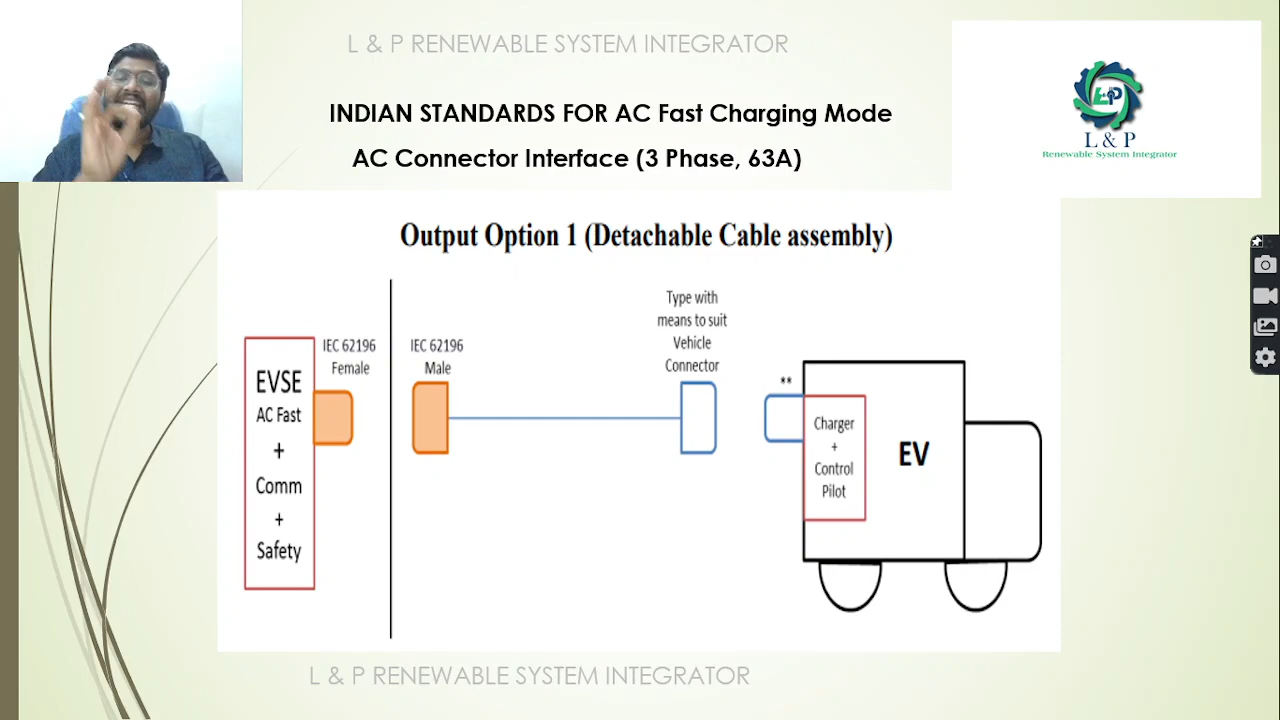 L & P RENEWABLE SYSTEM INTEGRATOR
INDIAN STANDARDS FOR AC Fast Charging Mode
AC Connector Interface (3 Phase, 63A)
L & P
Renewable System Integrator
Output Option 1 (Detachable Cable assembly)
EVSE
AC Fast
+
Comm
+
Safety
IEC 62196
Female
IEC 62196
Male
Type with
means to suit
Vehicle
Connector
**
Charger
+
Control
Pilot
EV
L & P RENEWABLE SYSTEM INTEGRATOR